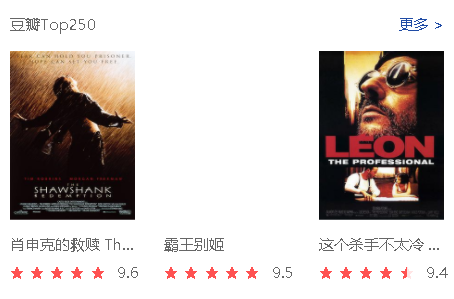 豆瓣Top250
更多 >
FEAR CAN HOLD YOU PRISONER
HOPE CAN SET YOU FREE
TIM ROBBINS MORGAN FREEMAN
THE
SHAWSHANK
REDEMPTION
LEON
THE PROFESSIONAL
肖申克的救赎 Th...
霸王别姬
这个杀手不太冷 ...
9.6
9.5
9.4